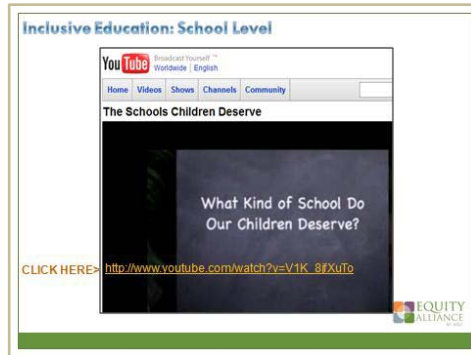 Inclusive Education: School Level
YouTube Broadcast Yourself ™
Worldwide | English
Home Videos Shows Channels Community
The Schools Children Deserve
What Kind of School Do
Our Children Deserve?
CLICK HERE> http://www.youtube.com/watch?v=V1K_8jfXuTo
EQUITY
ALLIANCE